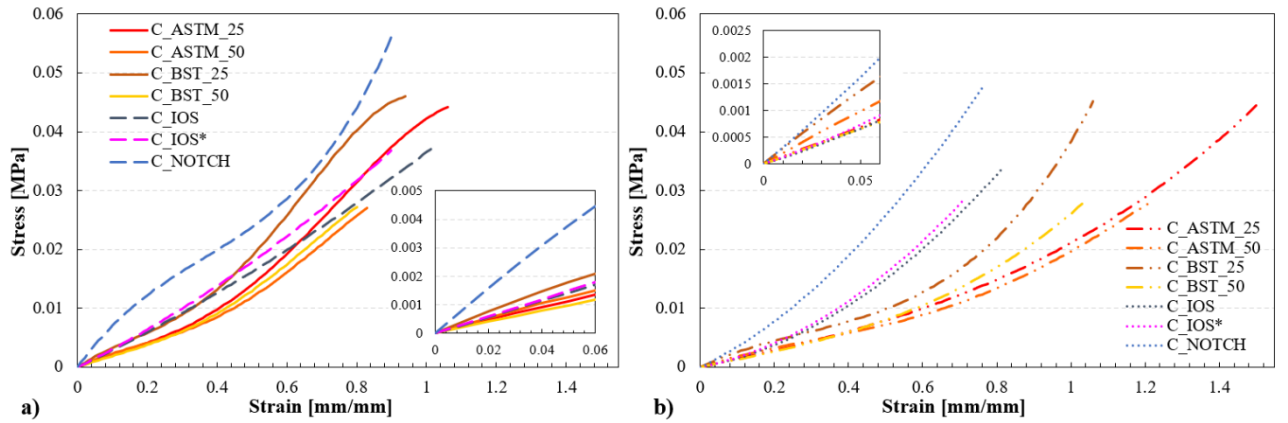 0.06
0.05
0.04
0.03
0.02
0.01
0
Stress [MPa]
C_ASTM_25
C_ASTM_50
C_BST_25
C_BST_50
C_IOS
C_IOS*
C_NOTCH
0.005
0.004
0.003
0.002
0.001
0.000
0 0.02 0.04 0.06
0 0.2 0.4 0.6 0.8 1 1.2 1.4
a) Strain [mm/mm]
0.06
0.05
0.04
0.03
0.02
0.01
0
Stress [MPa]
0.0025
0.002
0.0015
0.001
0.0005
0
0 0.05
C_ASTM_25
C_ASTM_50
C_BST_25
C_BST_50
C_IOS
C_IOS*
C_NOTCH
0 0.2 0.4 0.6 0.8 1 1.2 1.4
b) Strain [mm/mm]